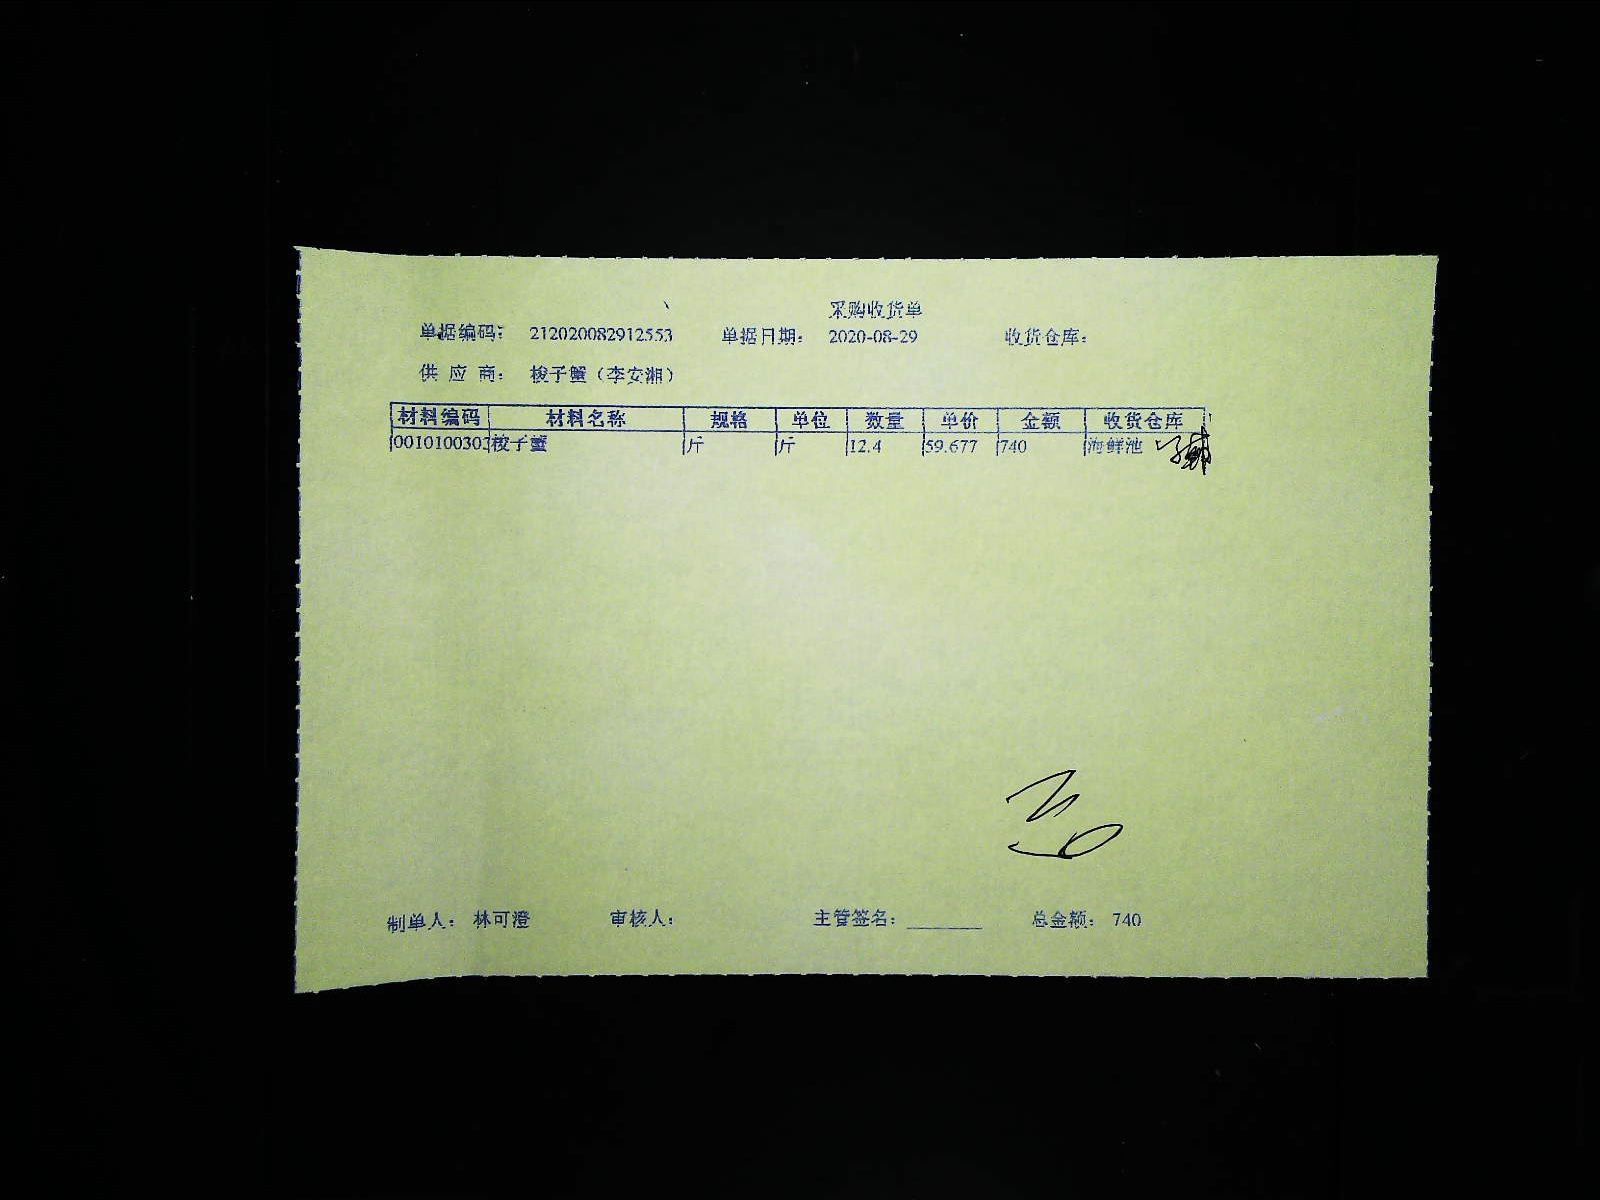 采购收货单
单据编码: 212020082912553 单据日期: 2020-08-29 收货仓库:
供应商: 梭子蟹(李安湘)
材料编码 材料名称 规格 单位 数量 单价 金额 收货仓库
0010100303 梭子蟹 斤 斤 12.4 59.677 740 海鲜池
制单人: 林可澄 审核人: 主管签名: ________ 总金额: 740